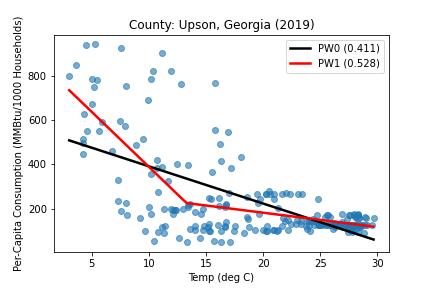 County: Upson, Georgia (2019)
Per-Capita Consumption (MMBtu/1000 Households)
800
600
400
200
PW0 (0.411)
PW1 (0.528)
5 10 15 20 25 30
Temp (deg C)